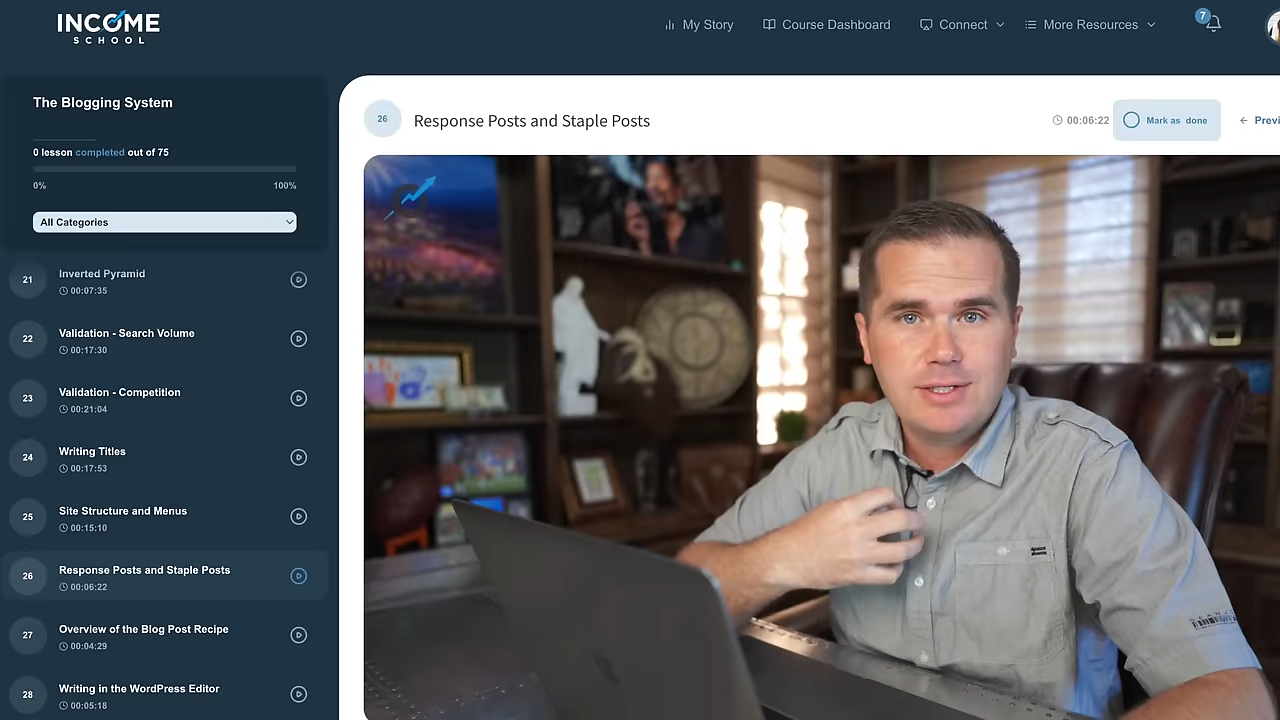 INCOME
SCHOOL
My Story
Course Dashboard
Connect
More Resources
7
The Blogging System
0 lesson completed out of 75
0%
100%
All Categories
21
Inverted Pyramid
00:07:35
22
Validation - Search Volume
00:17:30
23
Validation - Competition
00:21:04
24
Writing Titles
00:17:53
25
Site Structure and Menus
00:15:10
26
Response Posts and Staple Posts
00:06:22
27
Overview of the Blog Post Recipe
00:04:29
28
Writing in the WordPress Editor
00:05:18
26
Response Posts and Staple Posts
00:06:22
Mark as done
← Previ